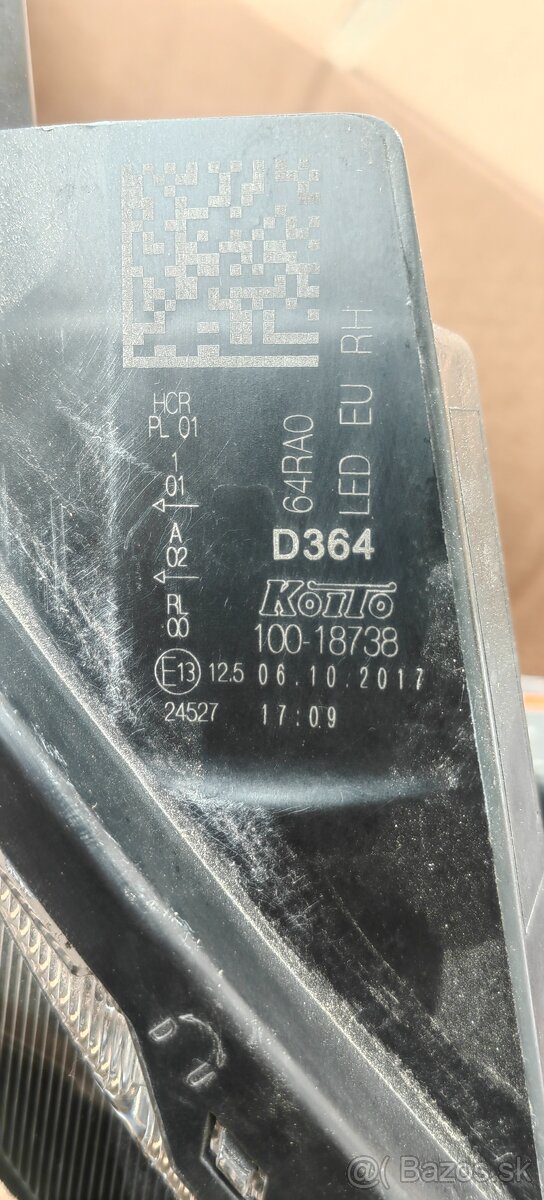 HCR
PL 01
1
01
A
02
RL
00
64RA0
LED EU RH
D364
KOITO
100-18738
E13 12.5 06.10.2017
24527 17:09
D
Bazos.sk